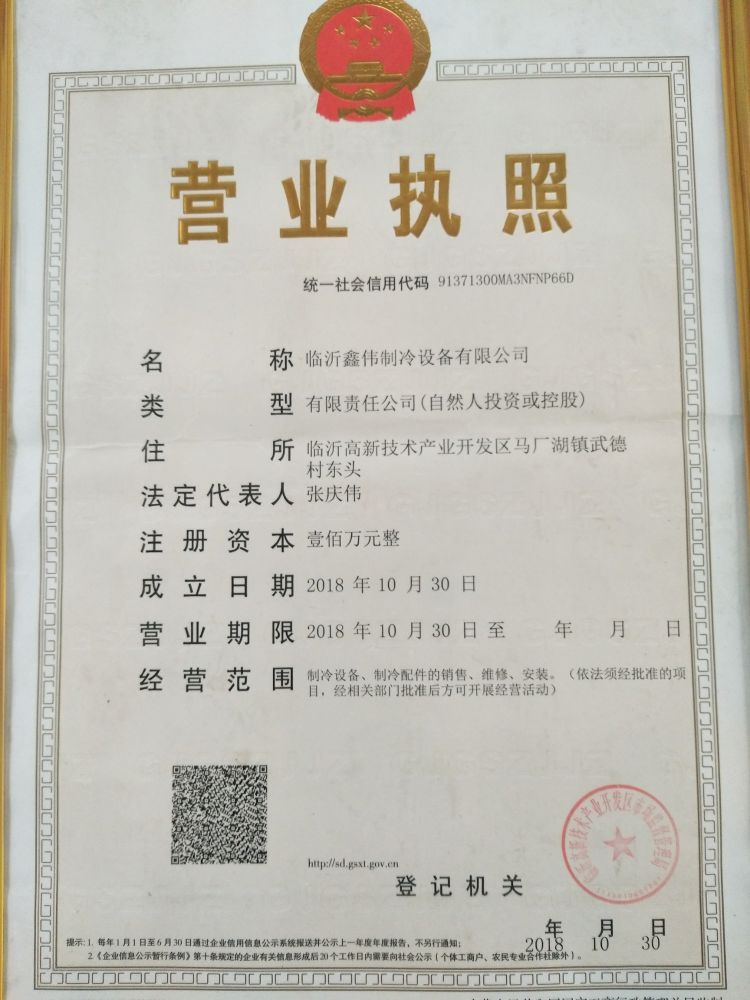 营业执照
统一社会信用代码 91371300MA3NFNP66D
名称 临沂鑫伟制冷设备有限公司
类型 有限责任公司(自然人投资或控股)
住所 临沂高新技术产业开发区马厂湖镇武德
村东头
法定代表人 张庆伟
注册资本 壹佰万元整
成立日期 2018 年 10 月 30 日
营业期限 2018 年 10 月 30 日 至 年 月 日
经营范围 制冷设备、制冷配件的销售、维修、安装。（依法须经批准的项
目，经相关部门批准后方可开展经营活动）
http://sd.gsxt.gov.cn
登记机关
年 月 日
2018 10 30
提示：1. 每年1月1日至6月30日通过企业信用信息公示系统报送并公示上一年度年度报告，不另行通知；
2.《企业信息公示暂行条例》第十条规定的企业有关信息形成后20个工作日内需要向社会公示（个体工商户、农民专业合作社除外）。